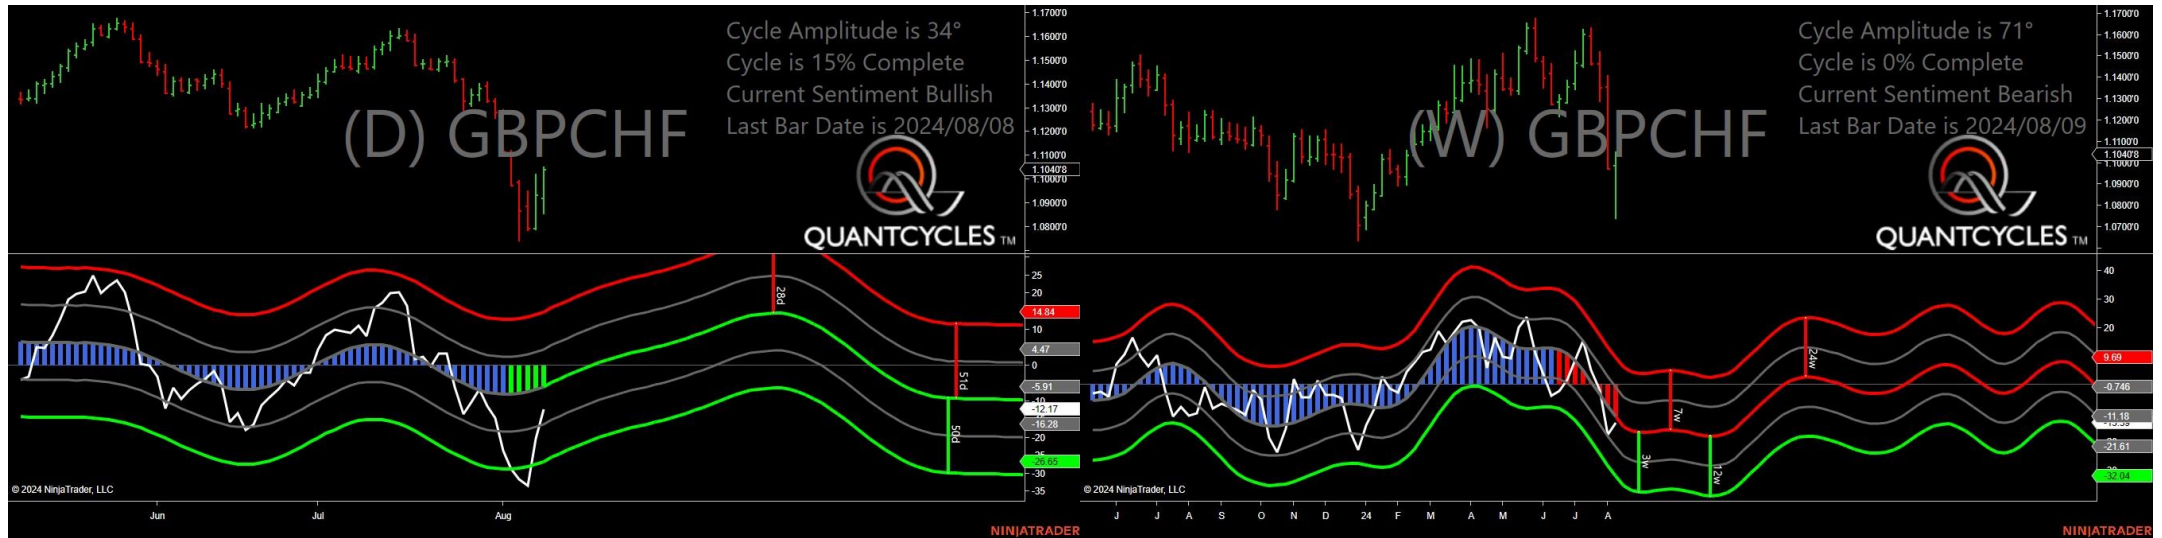 Cycle Amplitude is 34°
Cycle is 15% Complete
Current Sentiment Bullish
Last Bar Date is 2024/08/08
(D) GBPCHF
QUANTCYCLES TM
1.1700'0
1.1600'0
1.1500'0
1.1400'0
1.1300'0
1.1200'0
1.1100'0
1.1040'8
1.1000'0
1.0900'0
1.0800'0
28d
51d
50d
25
20
14.84
10
4.47
0
-5.91
-10
-12.17
-16.28
-20
-26.65
-30
-35
© 2024 NinjaTrader, LLC
Jun Jul Aug
NINJATRADER
Cycle Amplitude is 71°
Cycle is 0% Complete
Current Sentiment Bearish
Last Bar Date is 2024/08/09
(W) GBPCHF
QUANTCYCLES TM
1.1700'0
1.1600'0
1.1500'0
1.1400'0
1.1300'0
1.1200'0
1.1100'0
1.1040'8
1.1000'0
1.0900'0
1.0800'0
1.0700'0
3w
7w
12w
24w
40
30
20
9.69
-0.746
-11.18
-21.61
-32.04
© 2024 NinjaTrader, LLC
J J A S O N D 24 F M A M J J A
NINJATRADER